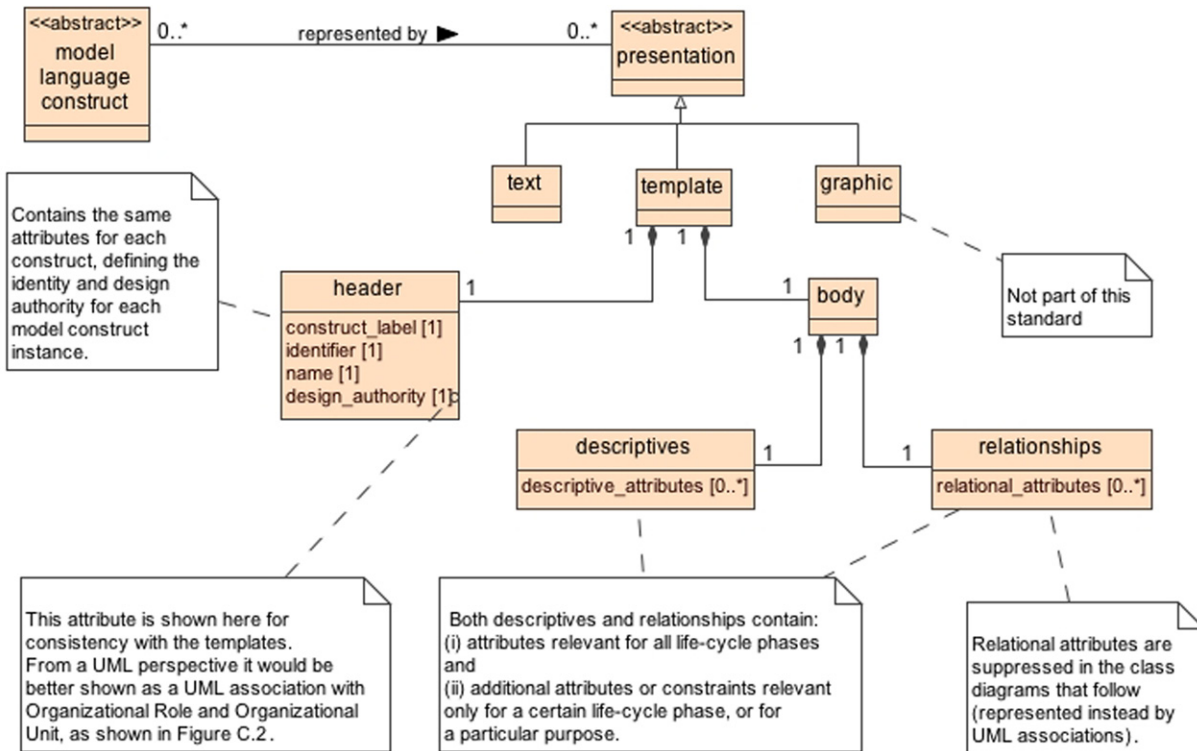 <<abstract>>
model
language
construct
0..*
represented by
0..*
<<abstract>>
presentation
text
template
graphic
Contains the same
attributes for each
construct, defining the
identity and design
authority for each
model construct
instance.
1
1
header
construct_label [1]
identifier [1]
name [1]
design_authority [1]c
1
1
body
Not part of this
standard
1
1
descriptives
descriptive_attributes [0..*]
1
1
relationships
relational_attributes [0..*]
This attribute is shown here for
consistency with the templates.
From a UML perspective it would be
better shown as a UML association with
Organizational Role and Organizational
Unit, as shown in Figure C.2.
Both descriptives and relationships contain:
(i) attributes relevant for all life-cycle phases
and
(ii) additional attributes or constraints relevant
only for a certain life-cycle phase, or for
a particular purpose.
Relational attributes are
suppressed in the class
diagrams that follow
(represented instead by
UML associations).